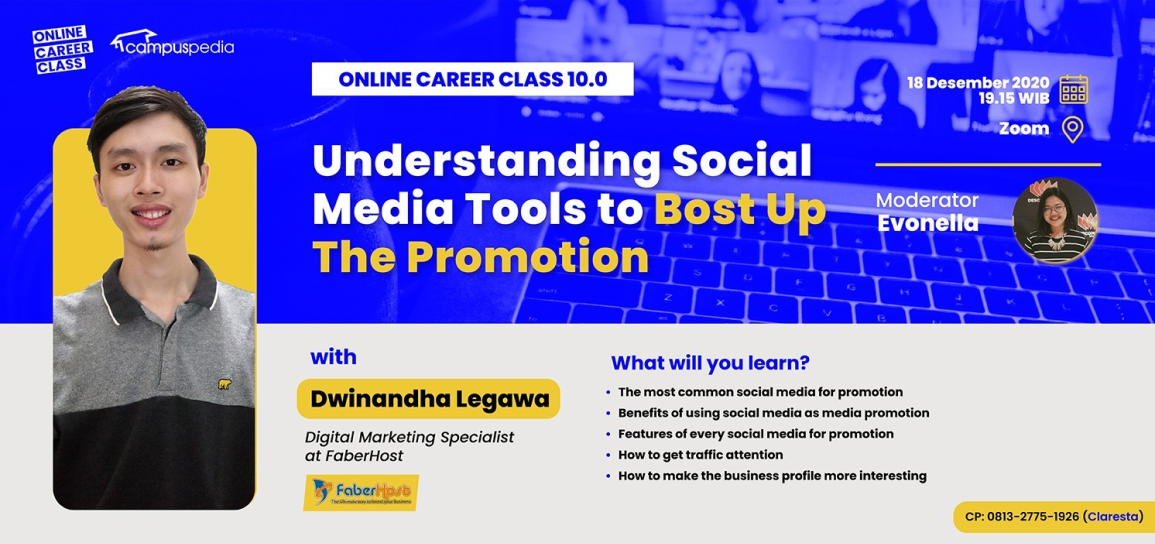 ONLINE
CAREER
CLASS
campuspedia
ONLINE CAREER CLASS 10.0
Understanding Social
Media Tools to Bost Up
The Promotion
18 Desember 2020
19.15 WIB
Zoom
Moderator
Evonella
with
Dwinandha Legawa
Digital Marketing Specialist
at FaberHost
FaberHost
What will you learn?
• The most common social media for promotion
• Benefits of using social media as media promotion
• Features of every social media for promotion
• How to get traffic attention
• How to make the business profile more interesting
CP: 0813-2775-1926 (Claresta)